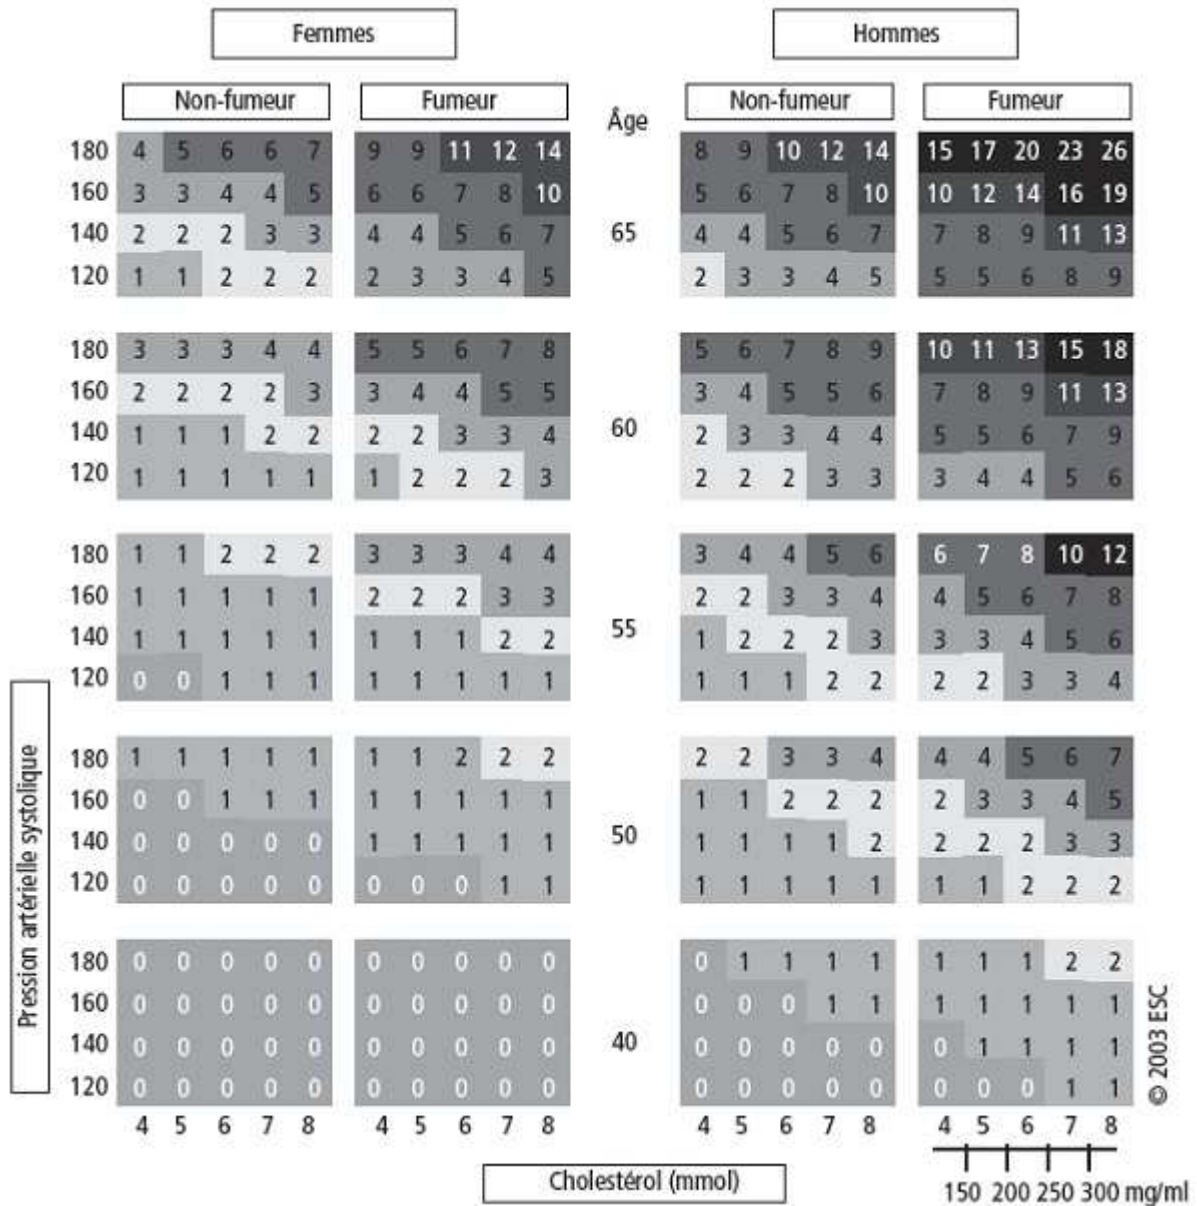 Femmes Hommes
Non-fumeur Fumeur Âge Non-fumeur Fumeur
180 4 5 6 6 7 9 9 11 12 14 8 9 10 12 14 15 17 20 23 26
160 3 3 4 4 5 6 6 7 8 10 5 6 7 8 10 10 12 14 16 19
140 2 2 2 3 3 4 4 5 6 7 65 4 4 5 6 7 7 8 9 11 13
120 1 1 2 2 2 2 3 3 4 5 2 3 3 4 5 5 5 6 8 9
180 3 3 3 4 4 5 5 6 7 8 5 6 7 8 9 10 11 13 15 18
160 2 2 2 2 3 3 4 4 5 5 3 4 5 5 6 7 8 9 11 13
140 1 1 1 2 2 2 2 3 3 4 60 2 3 3 4 4 5 5 6 7 9
120 1 1 1 1 1 1 2 2 2 3 2 2 2 3 3 3 4 4 5 6
180 1 1 2 2 2 3 3 3 4 4 3 4 4 5 6 6 7 8 10 12
160 1 1 1 1 1 2 2 2 3 3 2 2 3 3 4 4 5 6 7 8
140 1 1 1 1 1 1 1 1 2 2 55 1 2 2 2 3 3 3 4 5 6
120 0 0 1 1 1 1 1 1 1 1 1 1 1 2 2 2 2 3 3 4
180 1 1 1 1 1 1 1 2 2 2 2 2 3 3 4 4 4 5 6 7
160 0 0 1 1 1 1 1 1 1 1 1 1 2 2 2 2 3 3 4 5
140 0 0 0 0 0 1 1 1 1 1 50 1 1 1 1 2 2 2 2 3 3
120 0 0 0 0 0 0 0 0 1 1 1 1 1 1 1 1 1 2 2 2
180 0 0 0 0 0 0 0 0 0 0 0 1 1 1 1 1 1 1 2 2
160 0 0 0 0 0 0 0 0 0 0 0 0 0 1 1 1 1 1 1 1
140 0 0 0 0 0 0 0 0 0 0 40 0 0 0 0 0 0 1 1 1 1
120 0 0 0 0 0 0 0 0 0 0 0 0 0 0 0 0 0 0 1 1
4 5 6 7 8 4 5 6 7 8 4 5 6 7 8 4 5 6 7 8
Pression artérielle systolique
Cholestérol (mmol)
150 200 250 300 mg/ml
© 2003 ESC